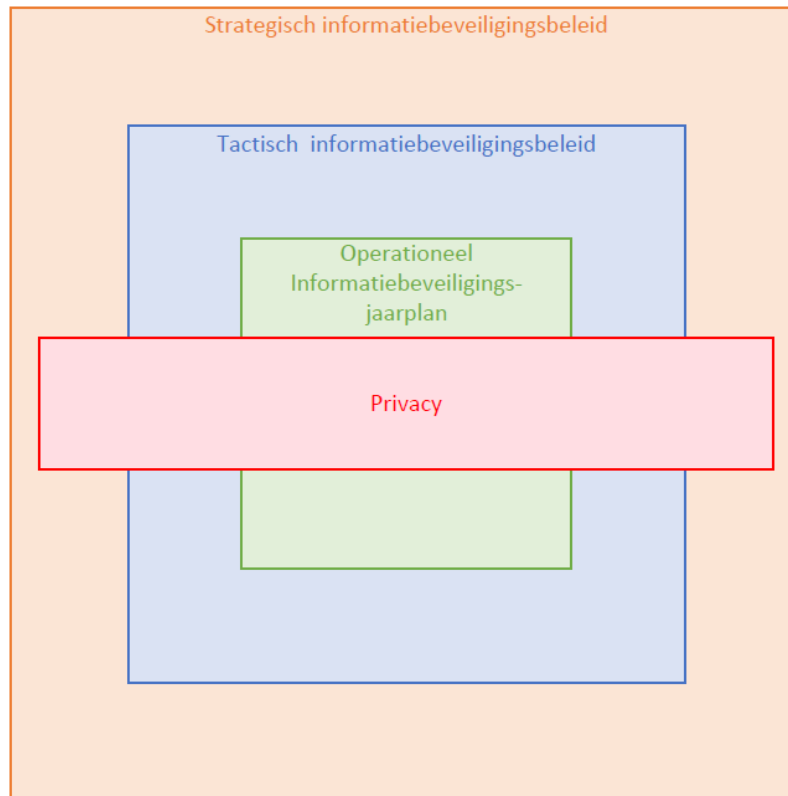 Strategisch informatiebeveiligingsbeleid
Tactisch informatiebeveiligingsbeleid
Operationeel
Informatiebeveiligings-
jaarplan
Privacy